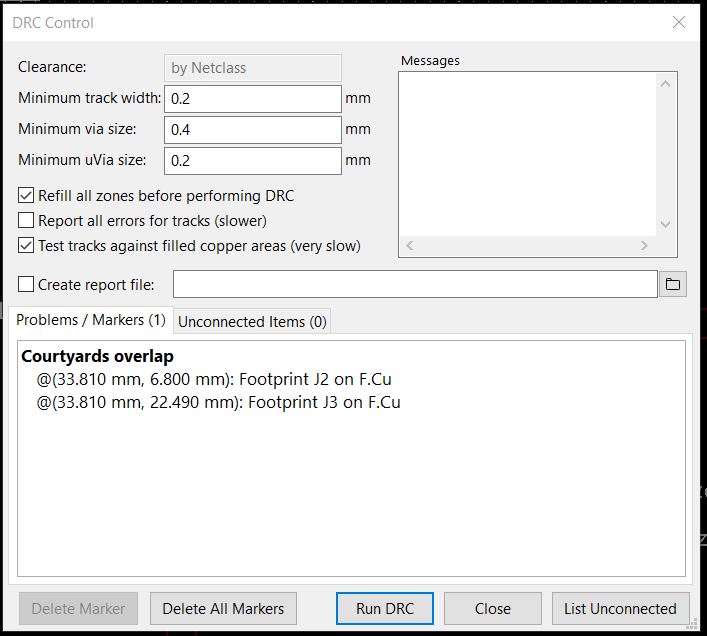 DRC Control
Clearance:
by Netclass
Minimum track width:
0.2
mm
Minimum via size:
0.4
mm
Minimum uVia size:
0.2
mm
Refill all zones before performing DRC
Report all errors for tracks (slower)
Test tracks against filled copper areas (very slow)
Messages
Create report file:
Problems / Markers (1)
Unconnected Items (0)
Courtyards overlap
@(33.810 mm, 6.800 mm): Footprint J2 on F.Cu
@(33.810 mm, 22.490 mm): Footprint J3 on F.Cu
Delete Marker
Delete All Markers
Run DRC
Close
List Unconnected